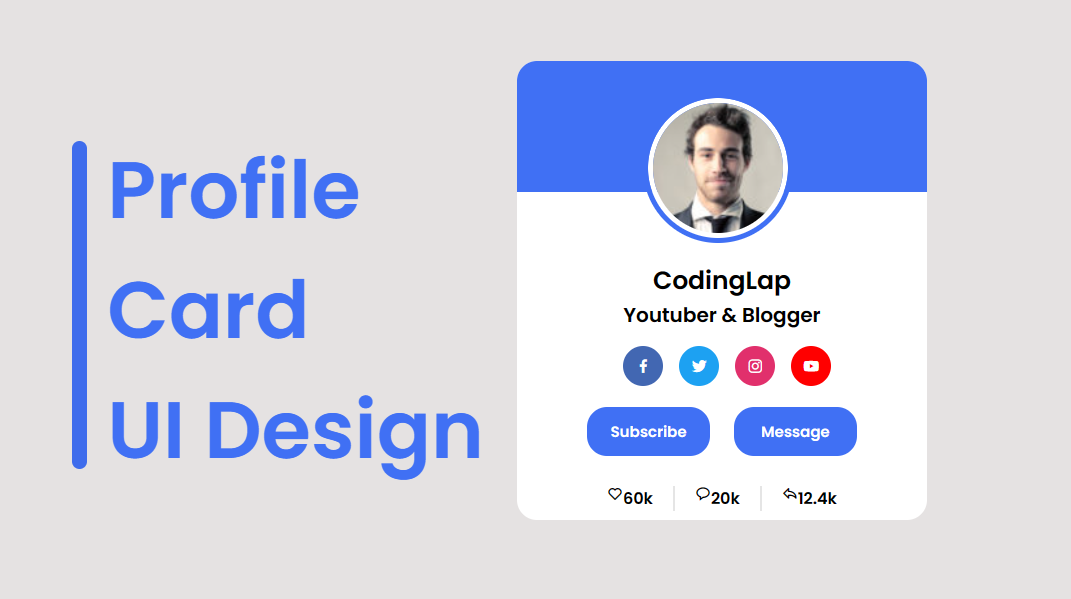 Profile
Card
UI Design
CodingLap
Youtuber & Blogger
Subscribe Message
60k 20k 12.4k